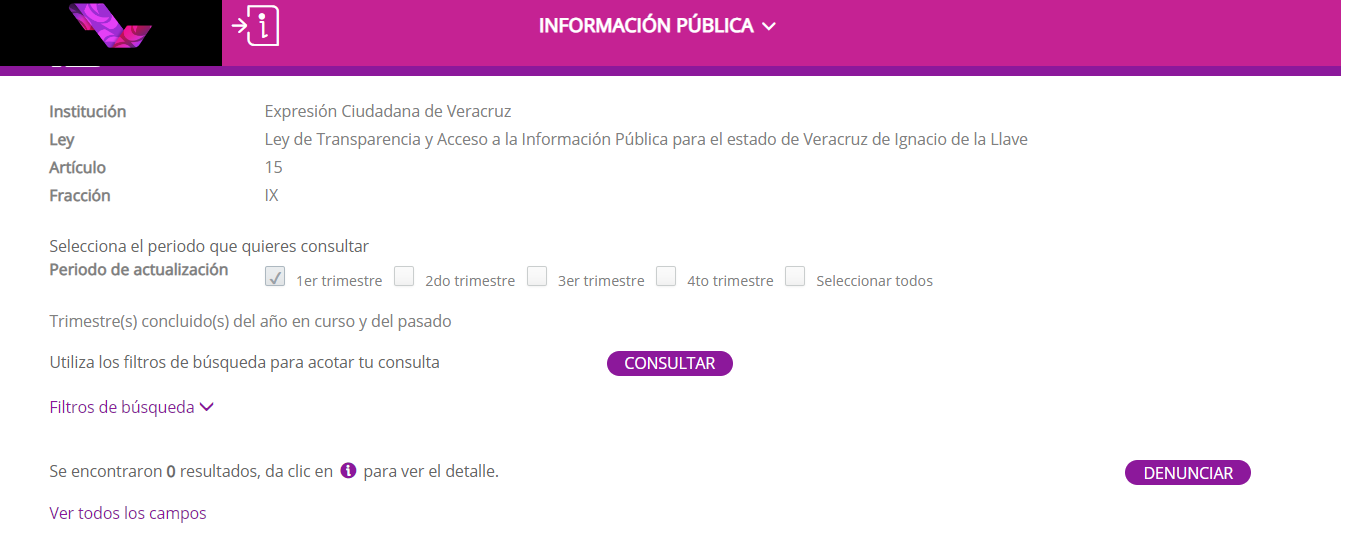 INFORMACIÓN PÚBLICA
Institución Expresión Ciudadana de Veracruz
Ley Ley de Transparencia y Acceso a la Información Pública para el estado de Veracruz de Ignacio de la Llave
Artículo 15
Fracción IX
Selecciona el periodo que quieres consultar
Periodo de actualización 1er trimestre 2do trimestre 3er trimestre 4to trimestre Seleccionar todos
Trimestre(s) concluido(s) del año en curso y del pasado
Utiliza los filtros de búsqueda para acotar tu consulta CONSULTAR
Filtros de búsqueda
Se encontraron 0 resultados, da clic en i para ver el detalle. DENUNCIAR
Ver todos los campos